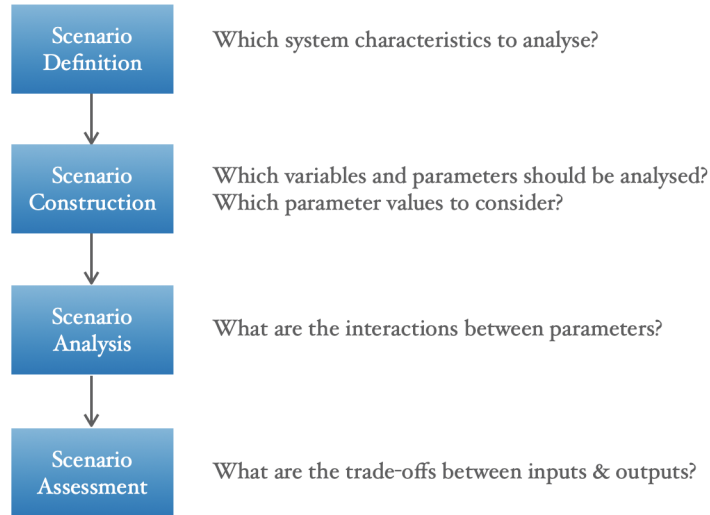 Scenario
Definition
Which system characteristics to analyse?
Scenario
Construction
Which variables and parameters should be analysed?
Which parameter values to consider?
Scenario
Analysis
What are the interactions between parameters?
Scenario
Assessment
What are the trade-offs between inputs & outputs?